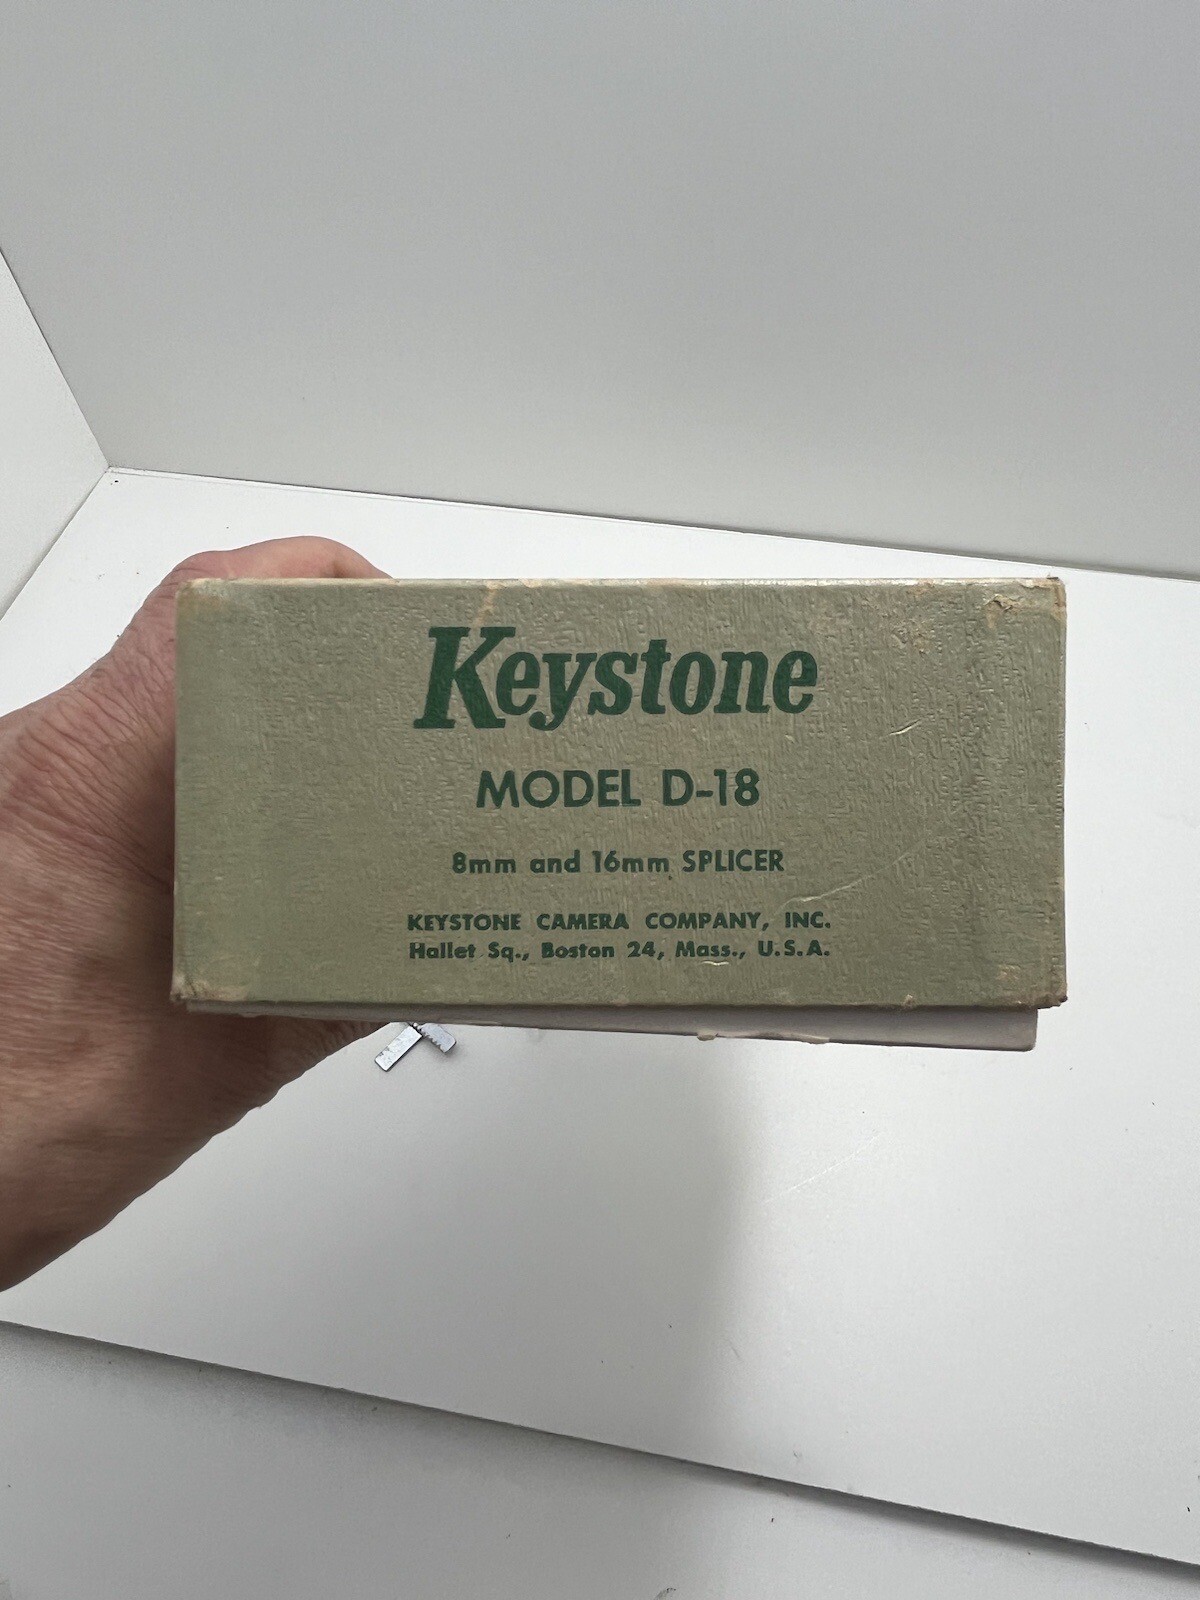 Keystone
MODEL D-18
8mm and 16mm SPLICER
KEYSTONE CAMERA COMPANY, INC.
Hallet Sq., Boston 24, Mass., U.S.A.